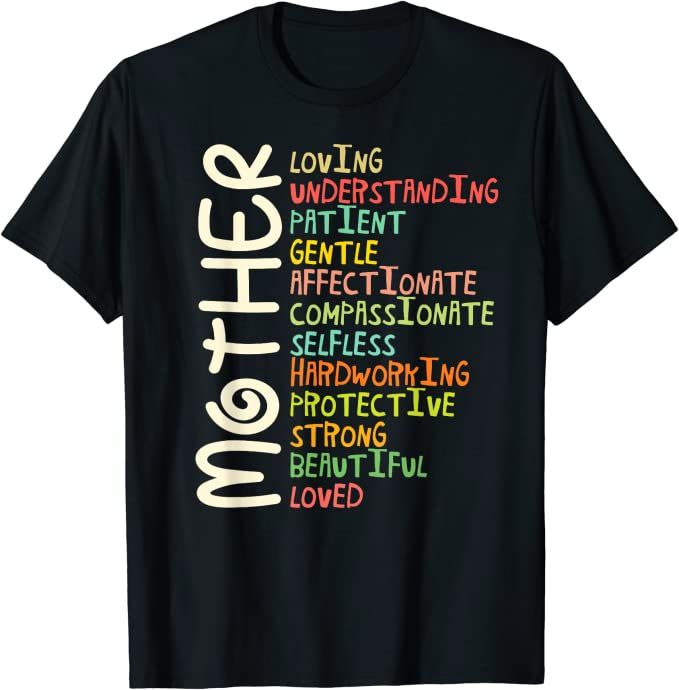 MOTHER
LOVING
UNDERSTANDING
PATIENT
GENTLE
AFFECTIONATE
COMPASSIONATE
SELFLESS
HARDWORKING
PROTECTIVE
STRONG
BEAUTIFUL
LOVED